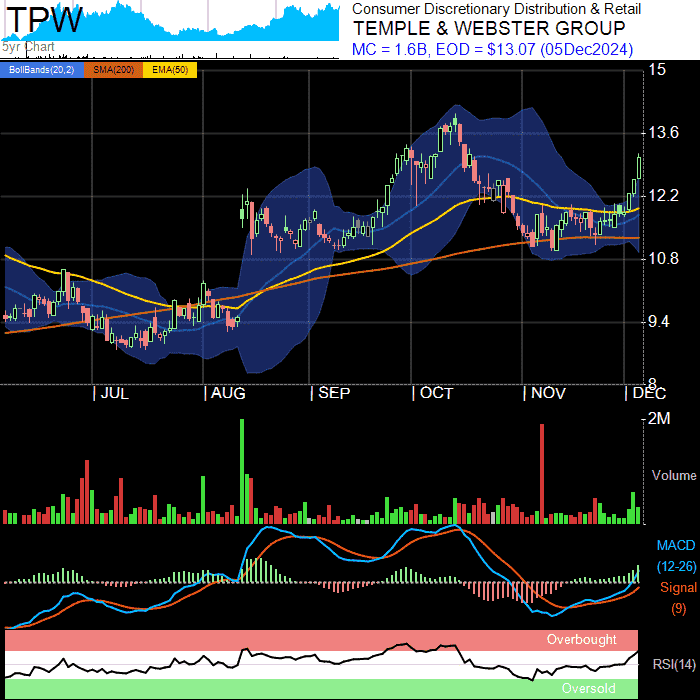 TPW
5yr Chart
Consumer Discretionary Distribution & Retail
TEMPLE & WEBSTER GROUP
MC = 1.6B, EOD = $13.07 (05Dec2024)
BollBands(20,2) SMA(200) EMA(50)
15
13.6
12.2
10.8
9.4
8
JUL AUG SEP OCT NOV DEC
2M
Volume
MACD
(12-26)
Signal
(9)
Overbought
RSI(14)
Oversold